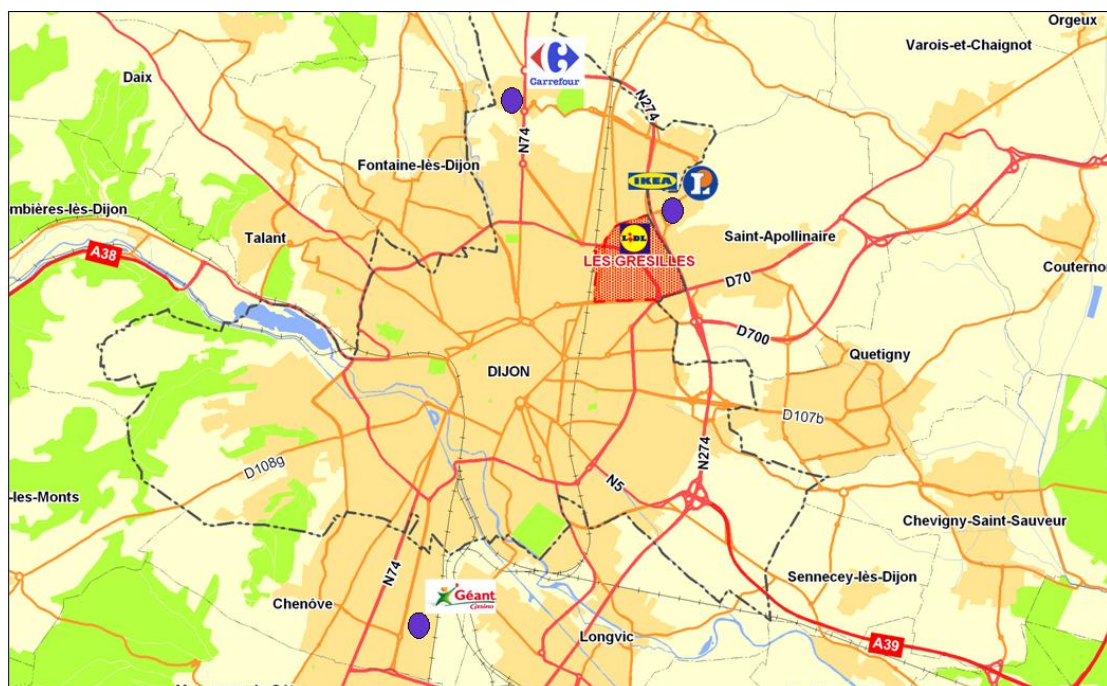 Orgeux
Varois-et-Chaignot
Daix
Carrefour
N274
N74
Fontaine-lès-Dijon
IKEA
L
mbières-lès-Dijon
Talant
LiDL
Saint-Apollinaire
A38
LES GRESILLES
Couternon
D70
D700
Quetigny
DIJON
D107b
D108g
N274
N5
-les-Monts
Chevigny-Saint-Sauveur
N74
Sennecey-lès-Dijon
Géant
Casino
Chenôve
Longvic
A39